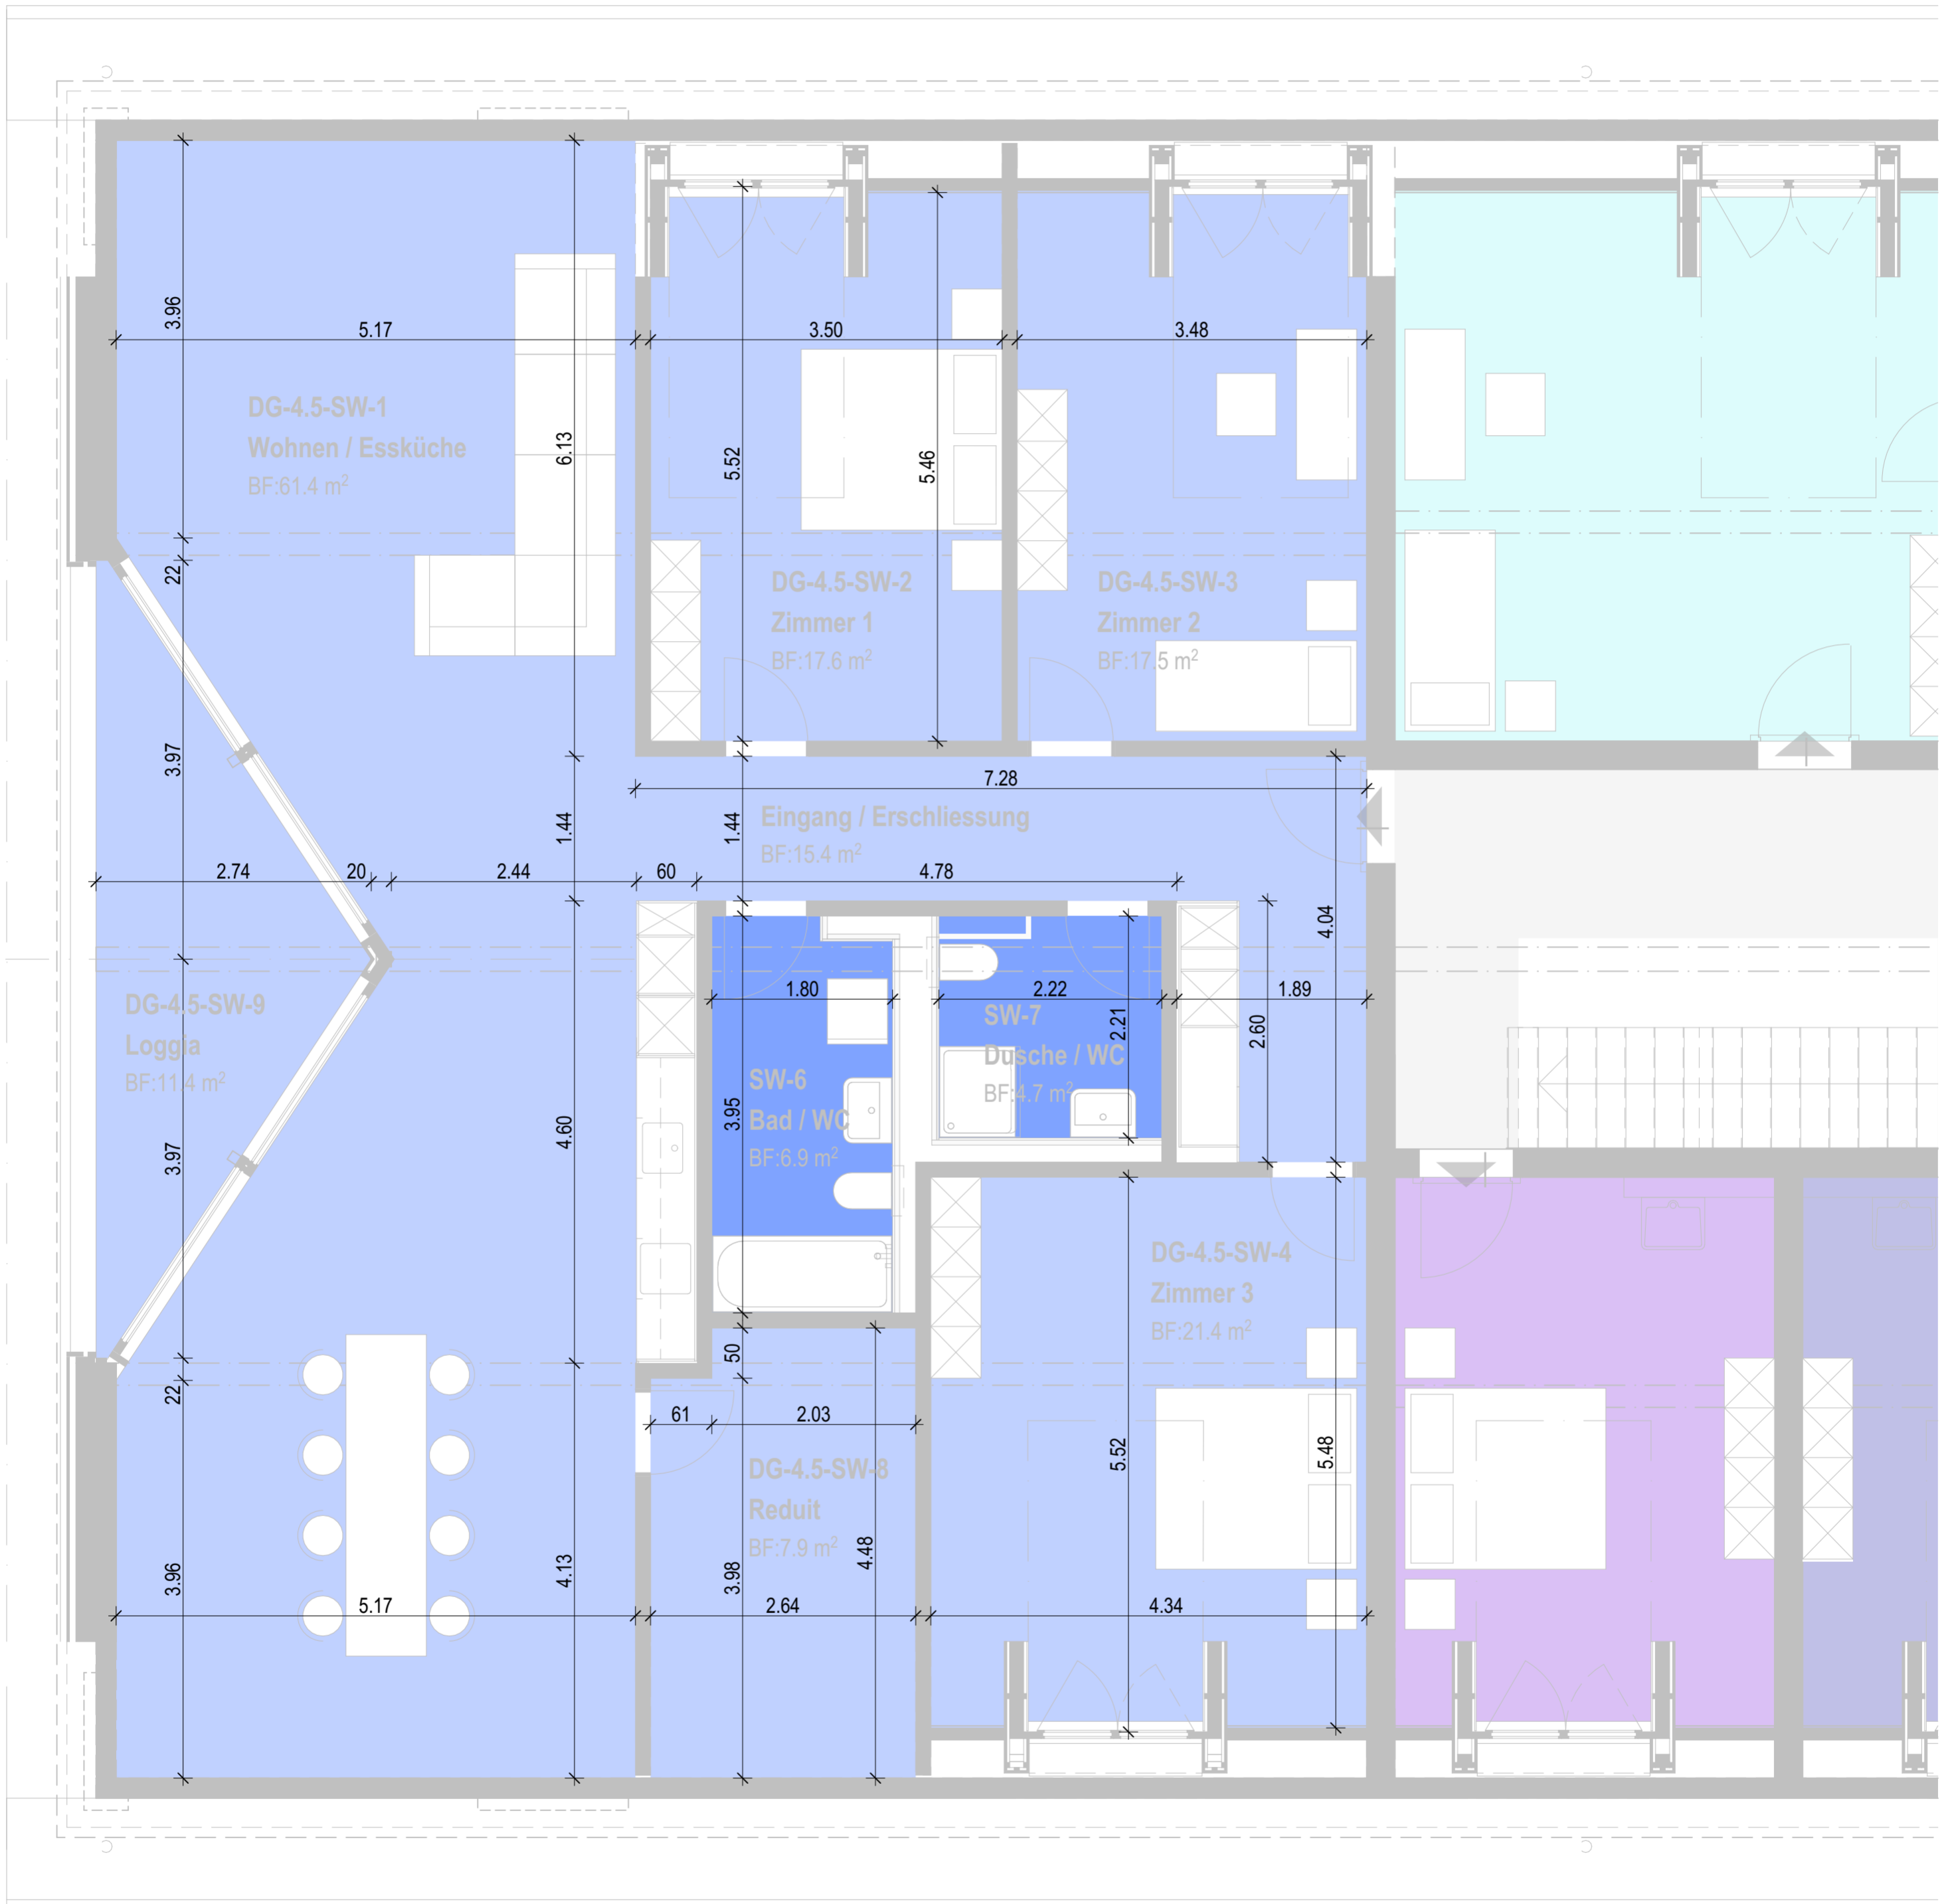 3.96
5.17
3.50
3.48
DG-4.5-SW-1
Wohnen / Essküche
BF:61.4 m²
6.13
5.52
5.46
22
DG-4.5-SW-2
Zimmer 1
BF:17.6 m²
DG-4.5-SW-3
Zimmer 2
BF:17.5 m²
3.97
7.28
1.44
1.44
Eingang / Erschliessung
BF:15.4 m²
2.74
20
2.44
60
4.78
4.04
DG-4.5-SW-9
Loggia
BF:11.4 m²
1.80
2.22
1.89
SW-7
Dusche / WC
BF:4.7 m²
2.21
2.60
SW-6
Bad / WC
BF:6.9 m²
3.95
4.60
3.97
DG-4.5-SW-4
Zimmer 3
BF:21.4 m²
50
22
61
2.03
5.52
5.48
DG-4.5-SW-8
Reduit
BF:7.9 m²
4.48
3.96
4.13
3.98
5.17
2.64
4.34